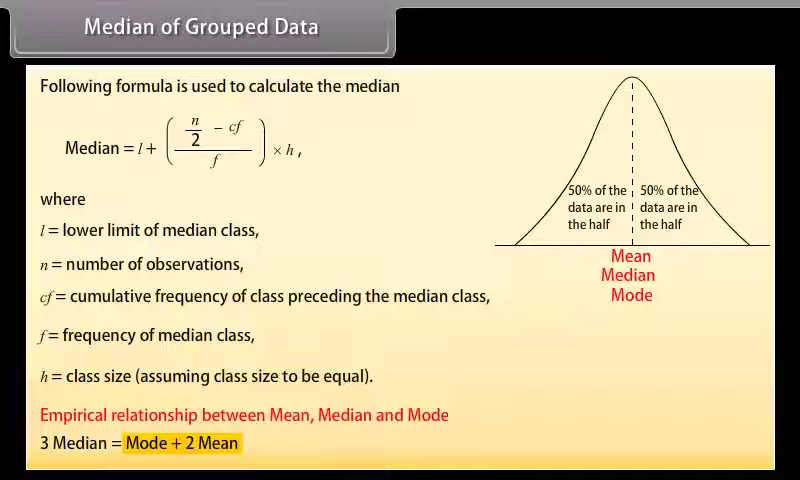 Median of Grouped Data
Following formula is used to calculate the median
Median = l + ( (n/2 − cf) / f ) × h ,
where
l = lower limit of median class,
n = number of observations,
cf = cumulative frequency of class preceding the median class,
f = frequency of median class,
h = class size (assuming class size to be equal).
Empirical relationship between Mean, Median and Mode
3 Median = Mode + 2 Mean
50% of the
data are in
the half
50% of the
data are in
the half
Mean
Median
Mode